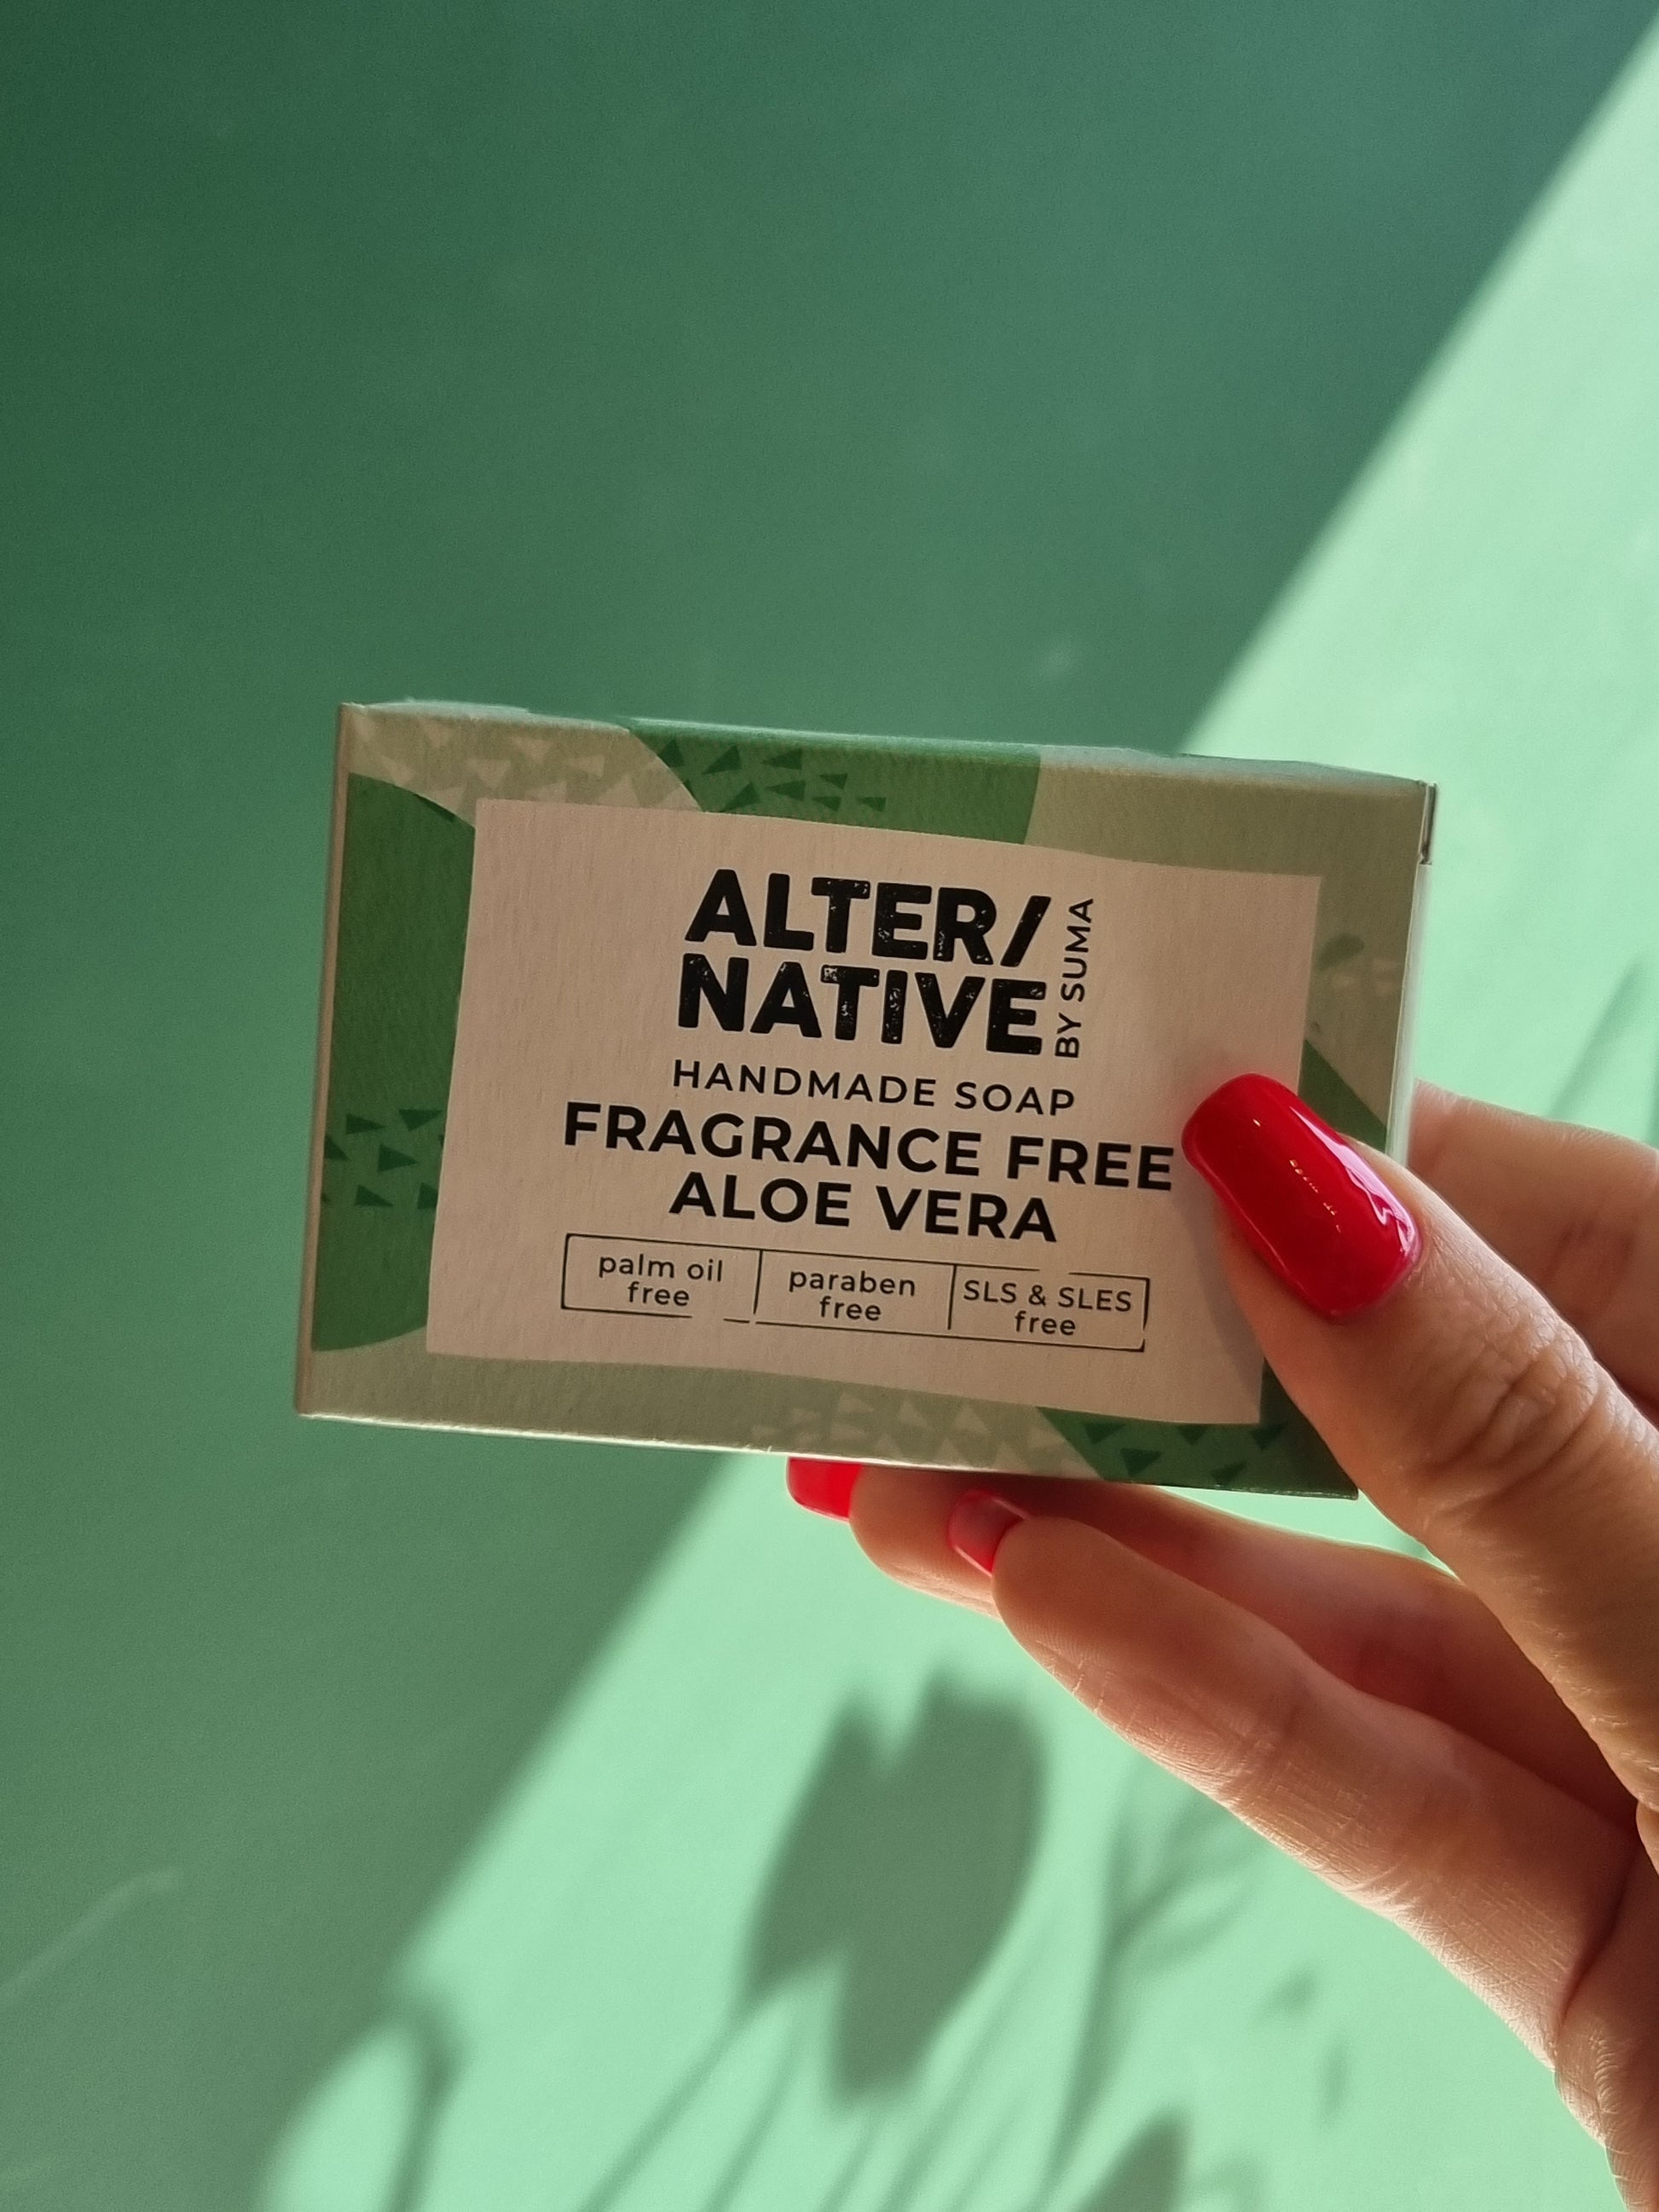 ALTER/
NATIVE
BY SUMA
HANDMADE SOAP
FRAGRANCE FREE
ALOE VERA
palm oil
free
paraben
free
SLS & SLES
free